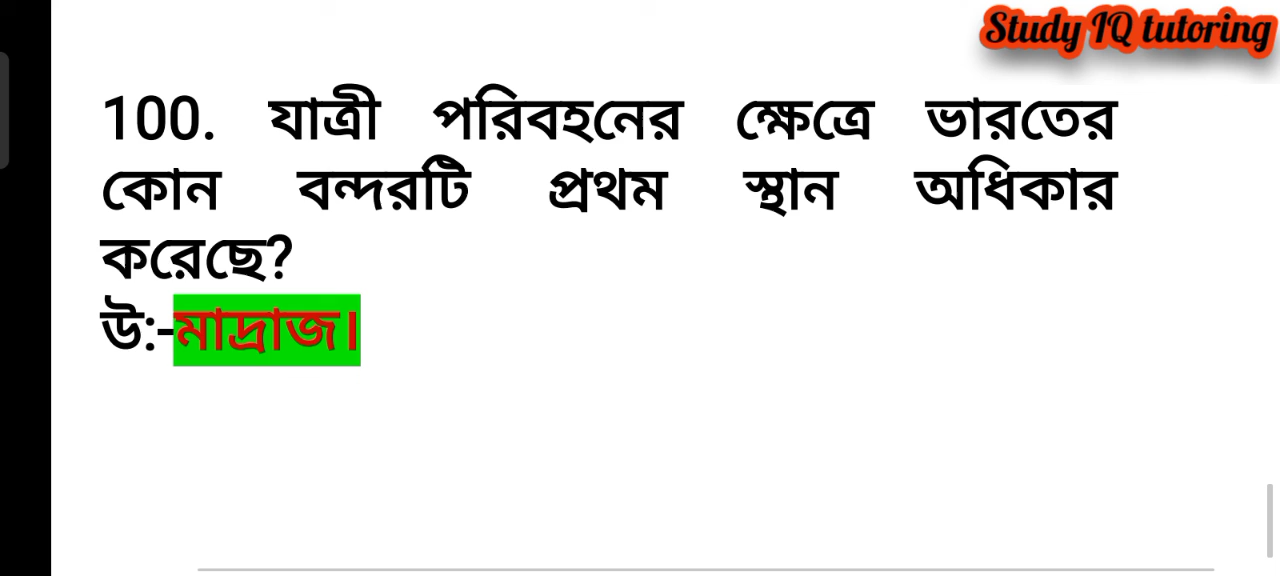 Study IQ tutoring
100. যাত্রী পরিবহনের ক্ষেত্রে ভারতের
কোন বন্দরটি প্রথম স্থান অধিকার
করেছে?
উ:-মাদ্রাজ।